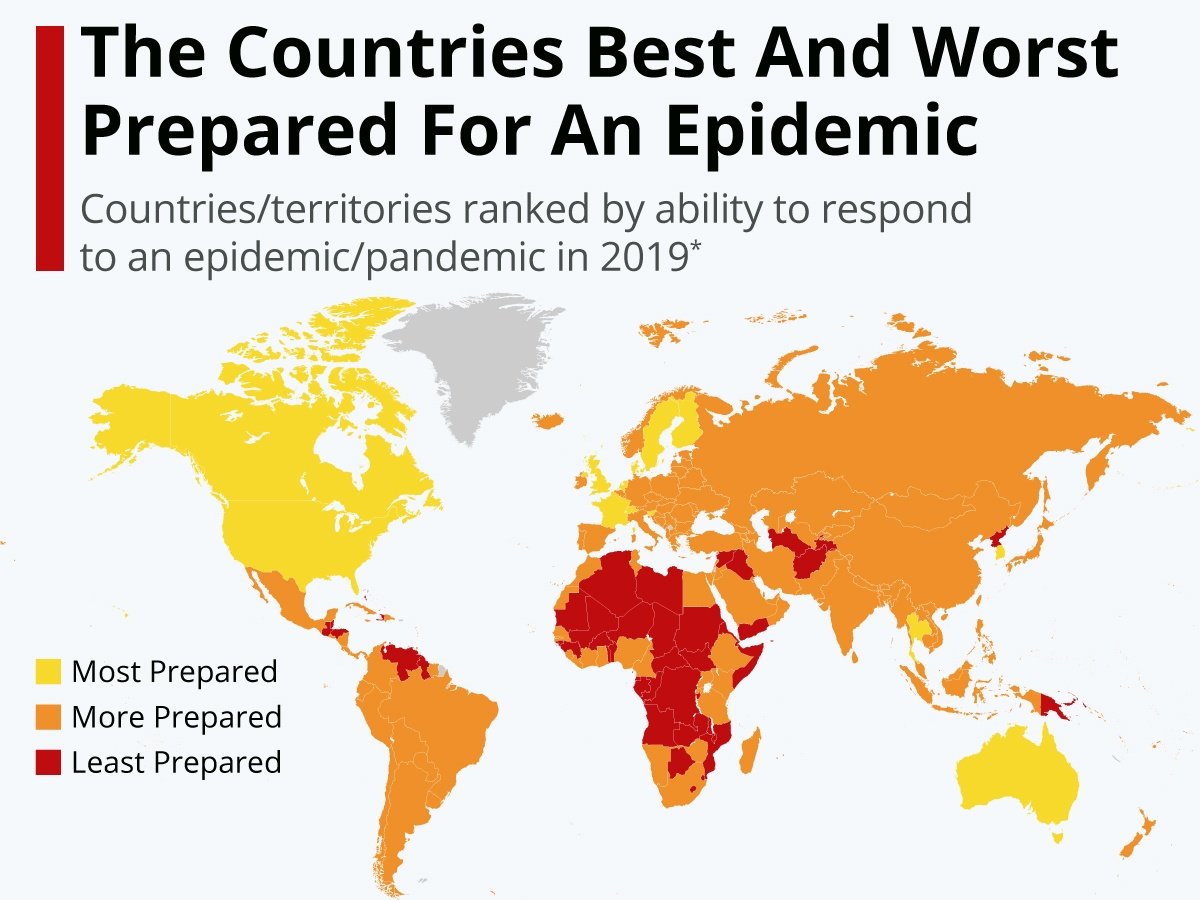 The Countries Best And Worst
Prepared For An Epidemic
Countries/territories ranked by ability to respond
to an epidemic/pandemic in 2019*
Most Prepared
More Prepared
Least Prepared